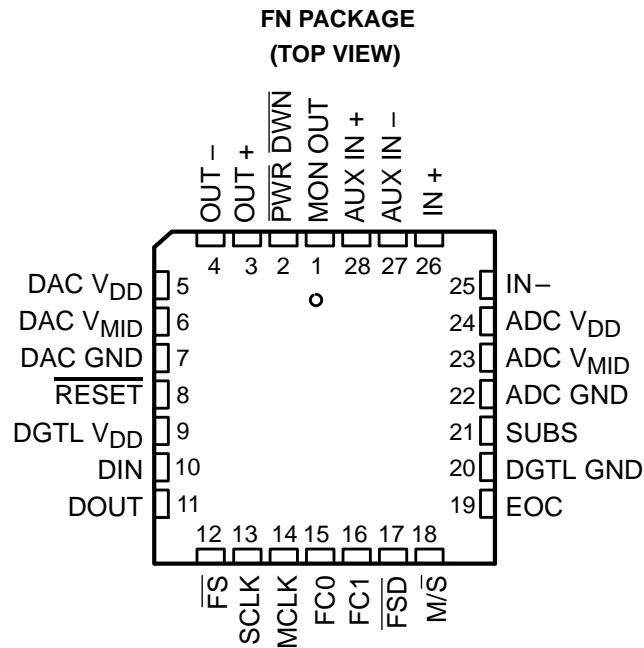 FN PACKAGE
(TOP VIEW)
OUT –
OUT +
PWR DWN
MON OUT
AUX IN +
AUX IN –
IN +
4 3 2 1 28 27 26
DAC VDD 5
DAC VMID 6
DAC GND 7
RESET 8
DGTL VDD 9
DIN 10
DOUT 11
25 IN–
24 ADC VDD
23 ADC VMID
22 ADC GND
21 SUBS
20 DGTL GND
19 EOC
12 13 14 15 16 17 18
FS
SCLK
MCLK
FC0
FC1
FSD
M/S